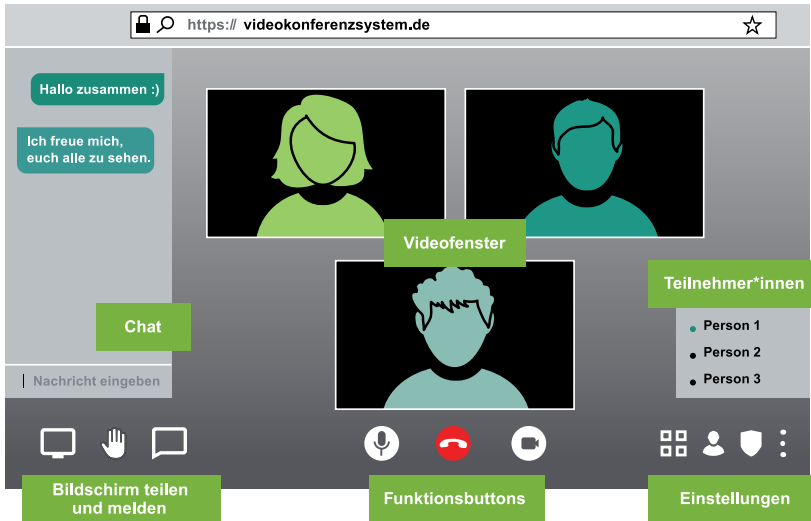 https:// videokonferenzsystem.de
Hallo zusammen :)
Ich freue mich,
euch alle zu sehen.
Videofenster
Teilnehmer*innen
Person 1
Person 2
Person 3
Chat
Nachricht eingeben
Bildschirm teilen
und melden
Funktionsbuttons
Einstellungen